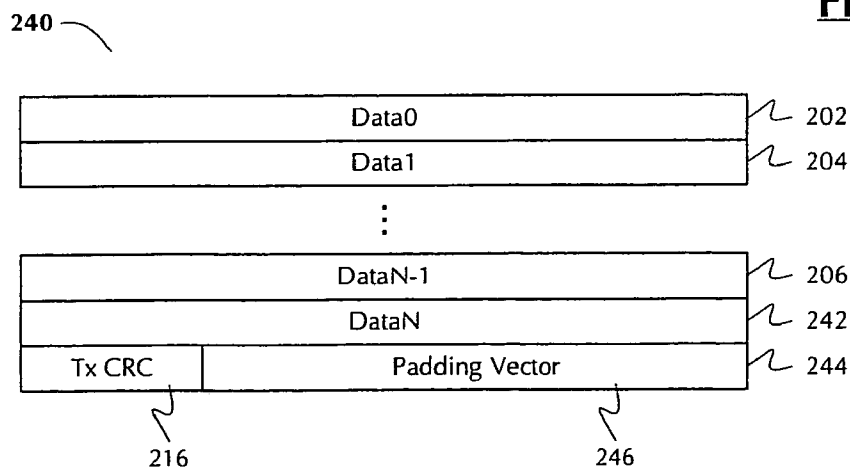 240
Data0 202
Data1 204
⋮
DataN-1 206
DataN 242
Tx CRC Padding Vector 244
216 246